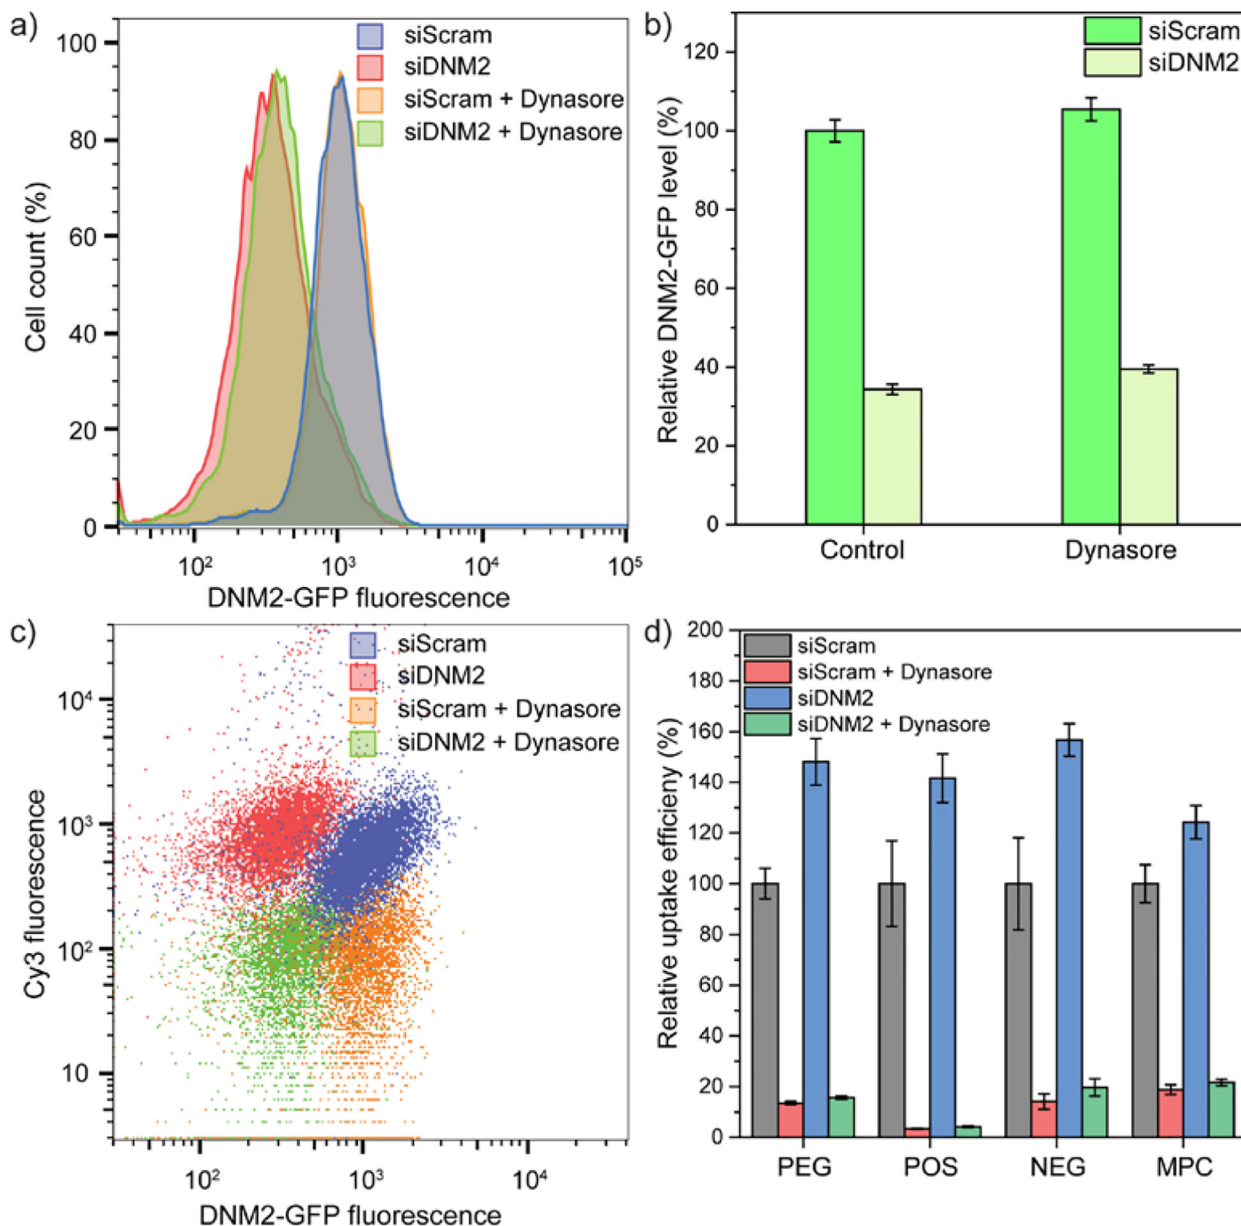 a)
siScram
siDNM2
siScram + Dynasore
siDNM2 + Dynasore
Cell count (%)
100
80
60
40
20
0
10²
10³
10⁴
10⁵
DNM2-GFP fluorescence
b)
siScram
siDNM2
Relative DNM2-GFP level (%)
120
100
80
60
40
20
0
Control
Dynasore
c)
siScram
siDNM2
siScram + Dynasore
siDNM2 + Dynasore
Cy3 fluorescence
10⁴
10³
10²
10
10²
10³
10⁴
DNM2-GFP fluorescence
d)
siScram
siScram + Dynasore
siDNM2
siDNM2 + Dynasore
Relative uptake efficieny (%)
200
180
160
140
120
100
80
60
40
20
0
PEG
POS
NEG
MPC